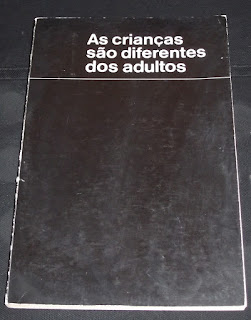 As crianças
são diferentes
dos adultos